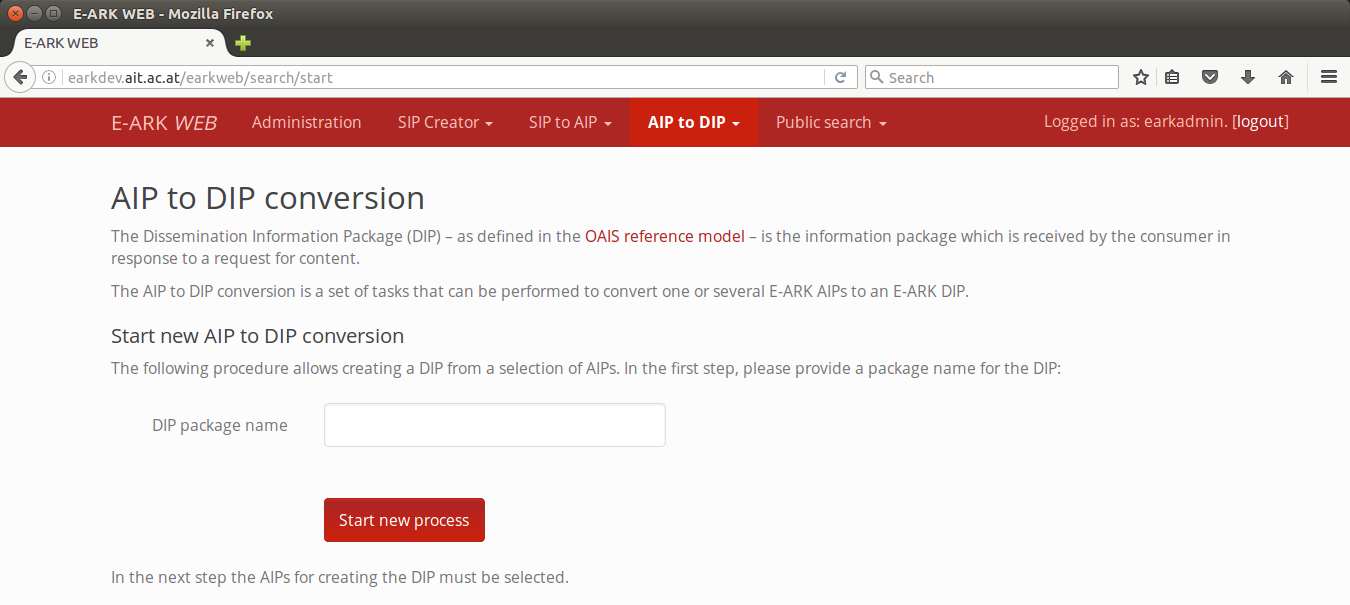 E-ARK WEB - Mozilla Firefox
E-ARK WEB
earkdev.ait.ac.at/earkweb/search/start
Search
E-ARK WEB Administration SIP Creator SIP to AIP AIP to DIP Public search Logged in as: earkadmin. [logout]
AIP to DIP conversion
The Dissemination Information Package (DIP) – as defined in the OAIS reference model – is the information package which is received by the consumer in
response to a request for content.
The AIP to DIP conversion is a set of tasks that can be performed to convert one or several E-ARK AIPs to an E-ARK DIP.
Start new AIP to DIP conversion
The following procedure allows creating a DIP from a selection of AIPs. In the first step, please provide a package name for the DIP:
DIP package name
Start new process
In the next step the AIPs for creating the DIP must be selected.